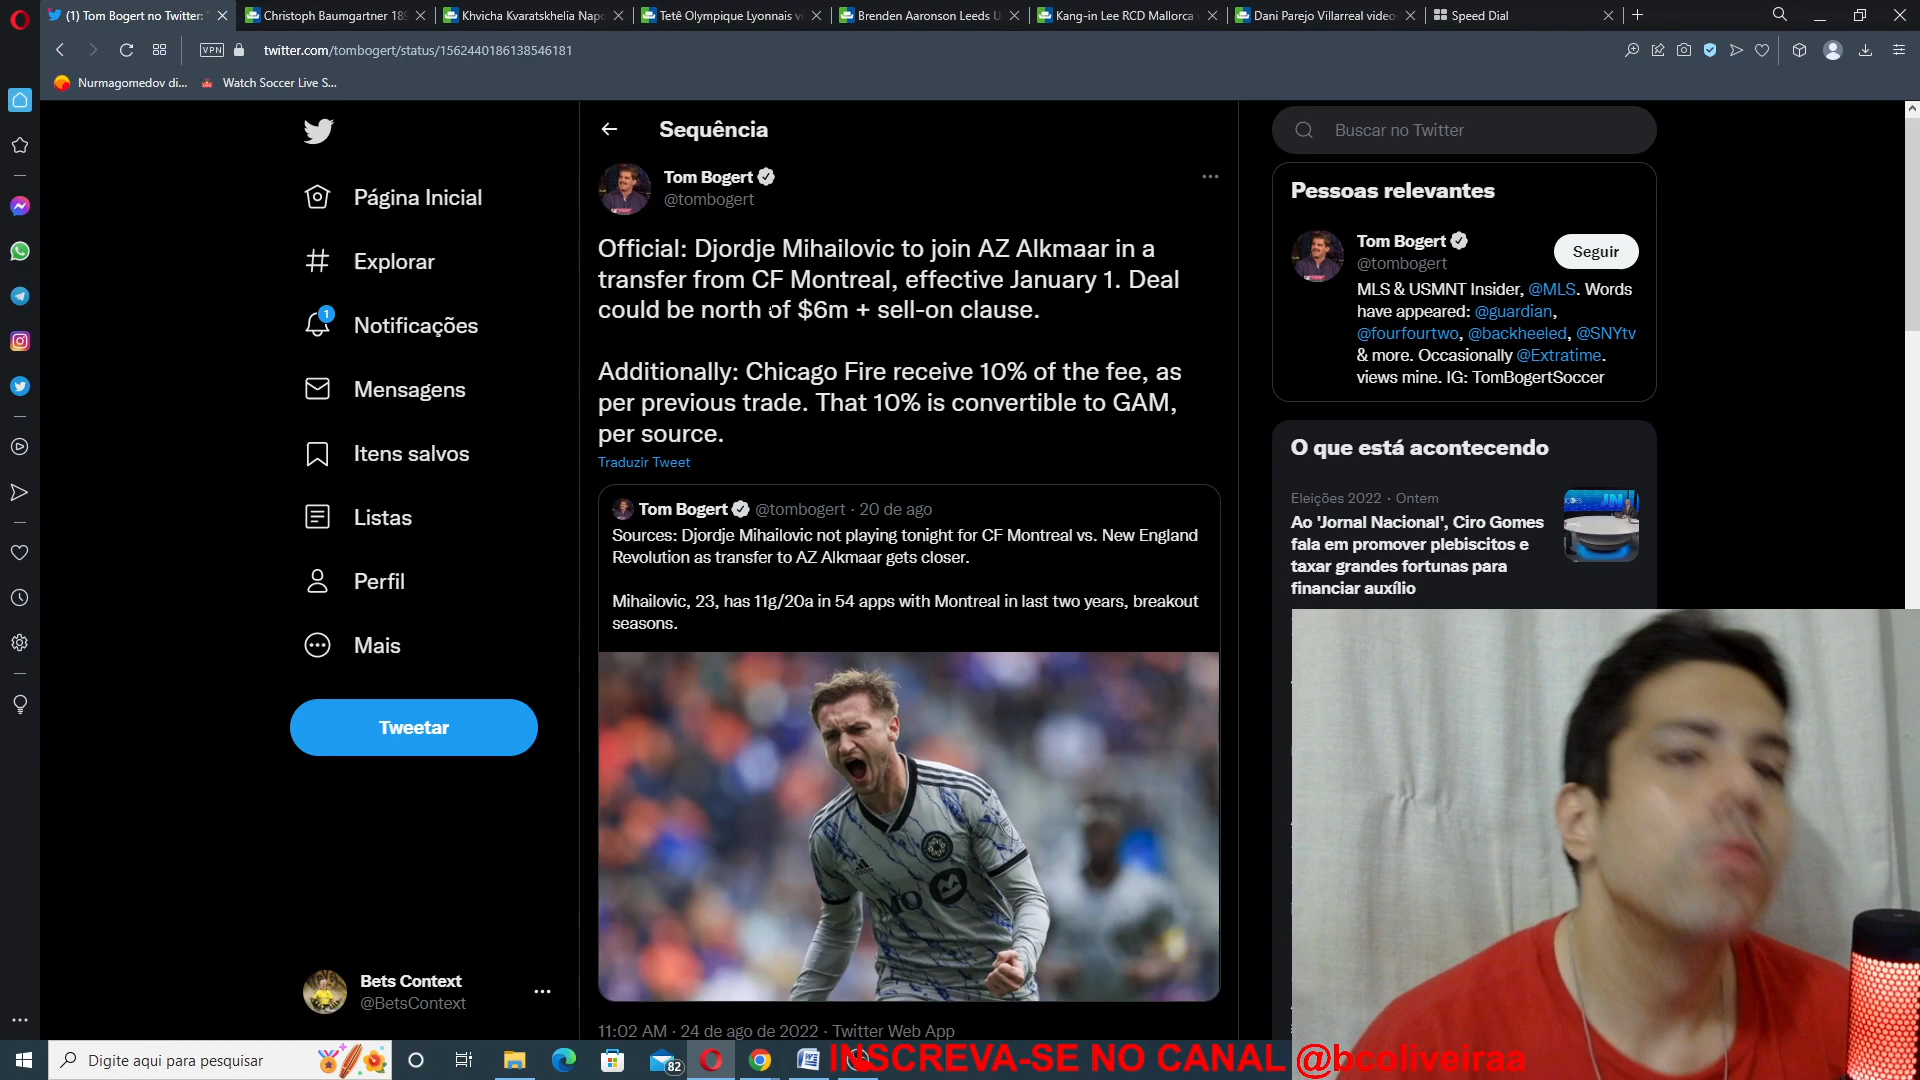 (1) Tom Bogert no Twitter: "
Christoph Baumgartner 189
Khvicha Kvaratskhelia Napo
Tetê Olympique Lyonnais vi
Brenden Aaronson Leeds U
Kang-in Lee RCD Mallorca
Dani Parejo Villarreal video
Speed Dial
VPN
twitter.com/tombogert/status/1562440186138546181
Nurmagomedov di...
Watch Soccer Live S...
Página Inicial
Explorar
1
Notificações
Mensagens
Itens salvos
Listas
Perfil
Mais
Tweetar
Bets Context
@BetsContext
Sequência
Tom Bogert
@tombogert
Official: Djordje Mihailovic to join AZ Alkmaar in a
transfer from CF Montreal, effective January 1. Deal
could be north of $6m + sell-on clause.
Additionally: Chicago Fire receive 10% of the fee, as
per previous trade. That 10% is convertible to GAM,
per source.
Traduzir Tweet
Tom Bogert @tombogert · 20 de ago
Sources: Djordje Mihailovic not playing tonight for CF Montreal vs. New England
Revolution as transfer to AZ Alkmaar gets closer.
Mihailovic, 23, has 11g/20a in 54 apps with Montreal in last two years, breakout
seasons.
11:02 AM · 24 de ago de 2022 · Twitter Web App
Buscar no Twitter
Pessoas relevantes
Tom Bogert
@tombogert
Seguir
MLS & USMNT Insider, @MLS. Words
have appeared: @guardian,
@fourfourtwo, @backheeled, @SNYtv
& more. Occasionally @Extratime.
views mine. IG: TomBogertSoccer
O que está acontecendo
Eleições 2022 · Ontem
Ao 'Jornal Nacional', Ciro Gomes
fala em promover plebiscitos e
taxar grandes fortunas para
financiar auxílio
JN
Digite aqui para pesquisar
82
INSCREVA-SE NO CANAL @bcoliveiraa